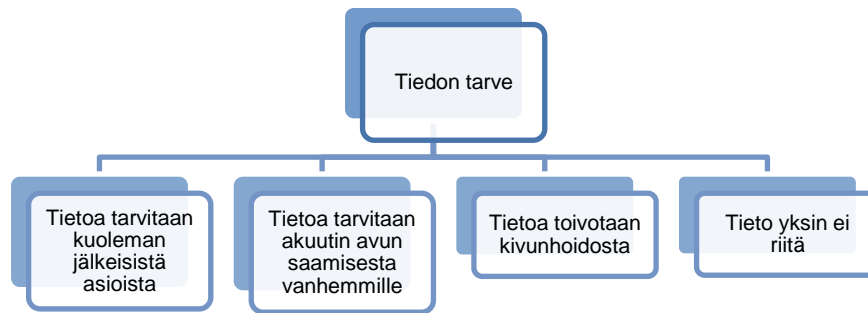 Tiedon tarve
Tietoa tarvitaan
kuoleman
jälkeisistä
asioista
Tietoa tarvitaan
akuutin avun
saamisesta
vanhemmille
Tietoa toivotaan
kivunhoidosta
Tieto yksin ei
riitä